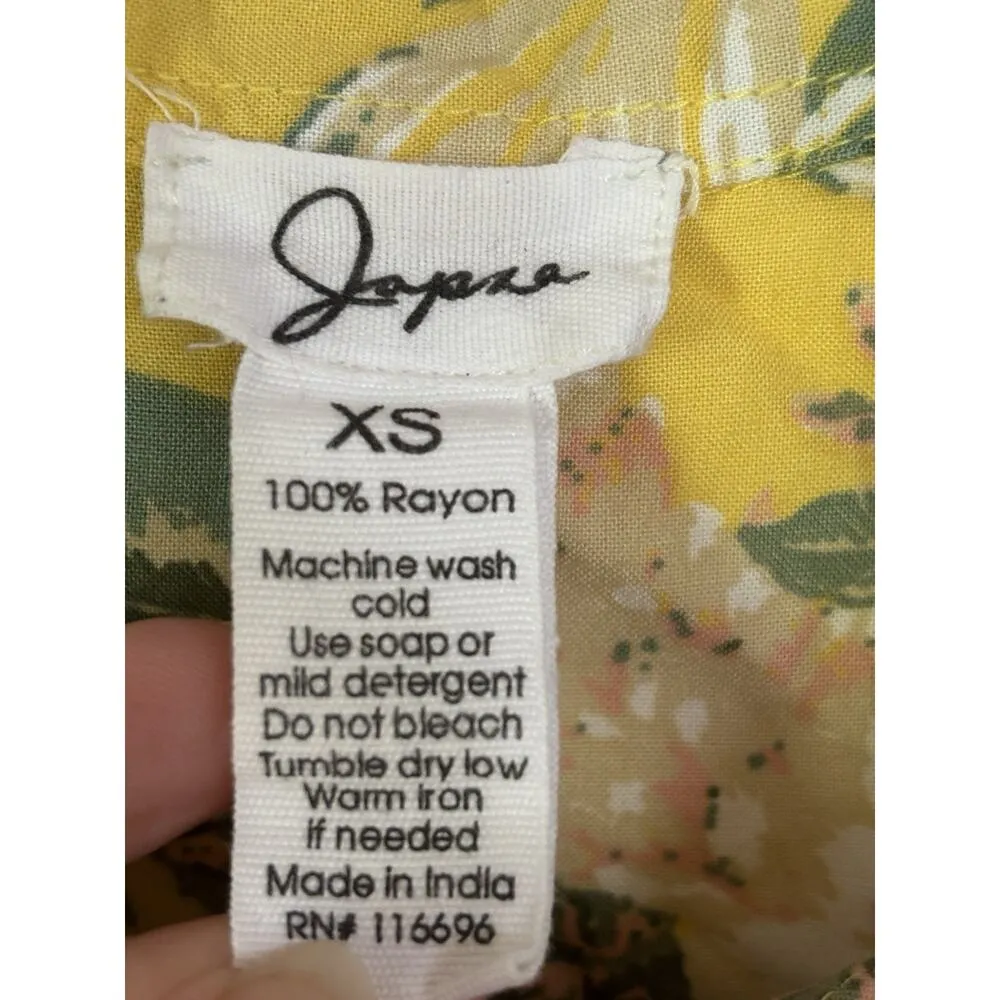 Japna
XS
100% Rayon
Machine wash
cold
Use soap or
mild detergent
Do not bleach
Tumble dry low
Warm iron
if needed
Made in India
RN# 116696